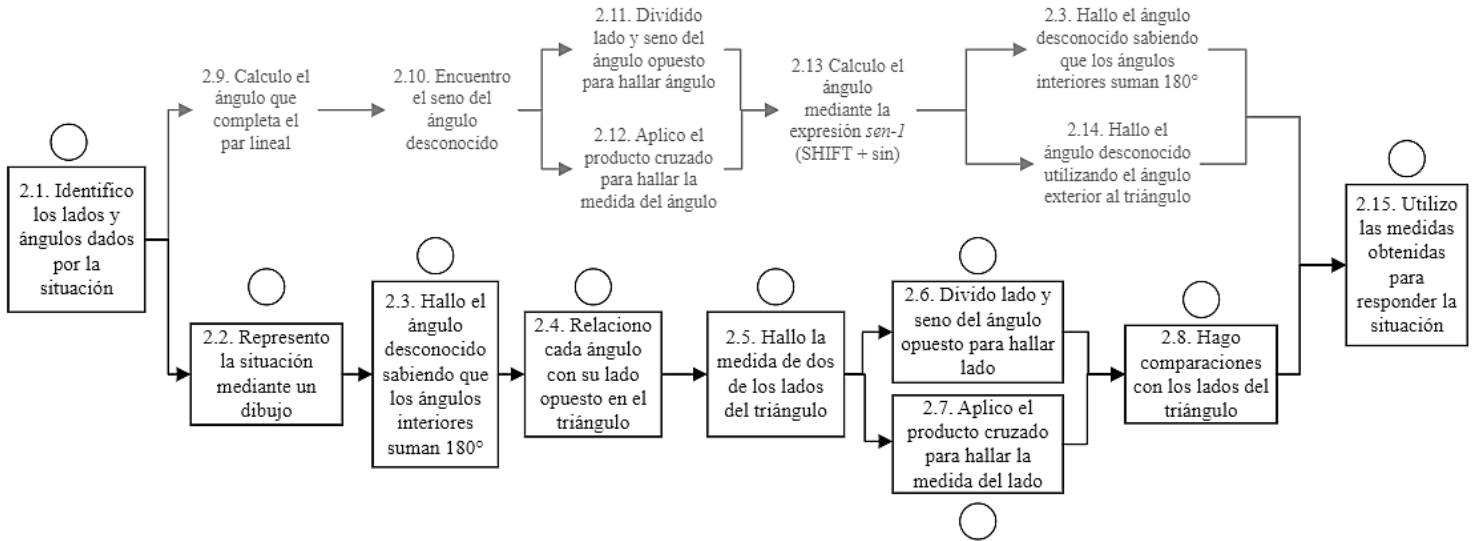 2.11. Dividido
lado y seno del
ángulo opuesto
para hallar ángulo
2.3. Hallo el
ángulo
desconocido
sabiendo
que los ángulos
interiores suman 180°
2.9. Calculo el
ángulo que
completa el
par lineal
2.10. Encuentro
el seno del
ángulo
desconocido
2.13 Calculo el
ángulo
mediante la
expresión sen-1
(SHIFT + sin)
2.12. Aplico el
producto cruzado
para hallar la
medida del ángulo
2.14. Hallo el
ángulo desconocido
utilizando el ángulo
exterior al triángulo
2.1. Identifico
los lados y
ángulos dados
por la
situación
2.15. Utilizo
las medidas
obtenidas
para
responder la
situación
2.2. Represento
la situación
mediante un
dibujo
2.3. Hallo el
ángulo
desconocido
sabiendo que
los ángulos
interiores
suman 180°
2.4. Relaciono
cada ángulo
con su lado
opuesto en el
triángulo
2.5. Hallo la
medida de dos
de los lados
del triángulo
2.6. Divido lado y
seno del ángulo
opuesto para hallar
lado
2.7. Aplico el
producto cruzado
para hallar la
medida del lado
2.8. Hago
comparaciones
con los lados del
triángulo